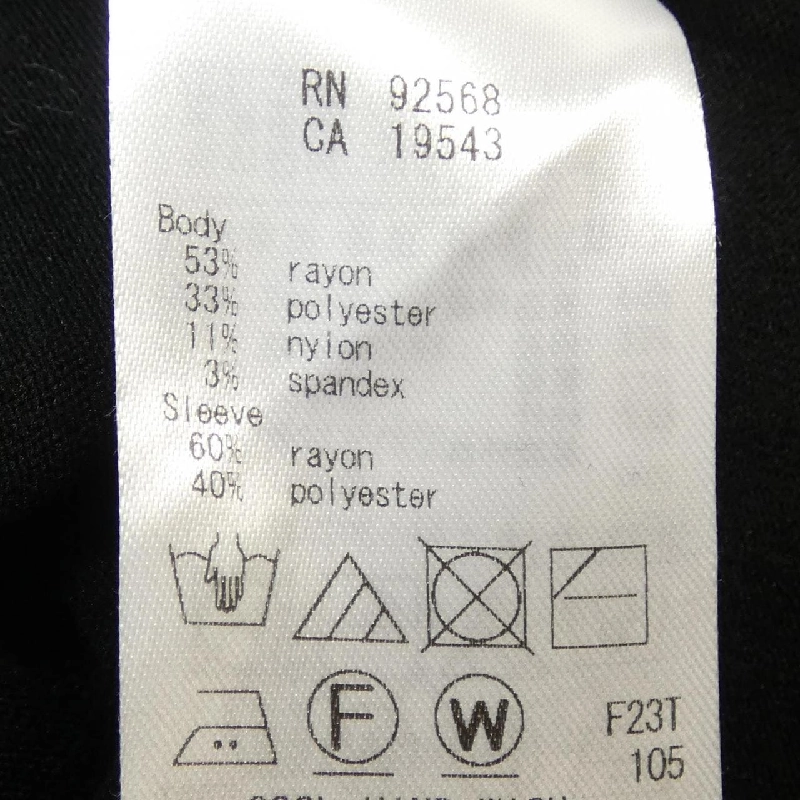 RN 92568
CA 19543
Body
53% rayon
33% polyester
11% nylon
3% spandex
Sleeve
60% rayon
40% polyester
F W F23T
105